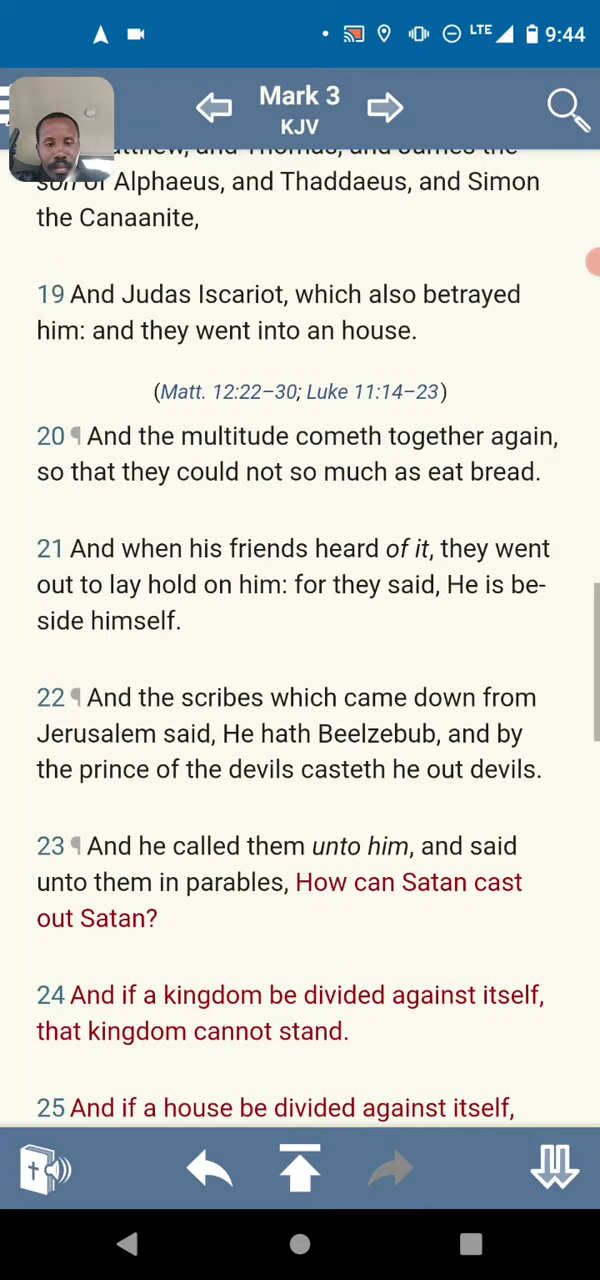 LTE 9:44
Mark 3
KJV
Matthew, and Thomas, and James the
son of Alphaeus, and Thaddaeus, and Simon
the Canaanite,
19 And Judas Iscariot, which also betrayed
him: and they went into an house.
(Matt. 12:22–30; Luke 11:14–23)
20 ¶ And the multitude cometh together again,
so that they could not so much as eat bread.
21 And when his friends heard of it, they went
out to lay hold on him: for they said, He is be-
side himself.
22 ¶ And the scribes which came down from
Jerusalem said, He hath Beelzebub, and by
the prince of the devils casteth he out devils.
23 ¶ And he called them unto him, and said
unto them in parables, How can Satan cast
out Satan?
24 And if a kingdom be divided against itself,
that kingdom cannot stand.
25 And if a house be divided against itself,